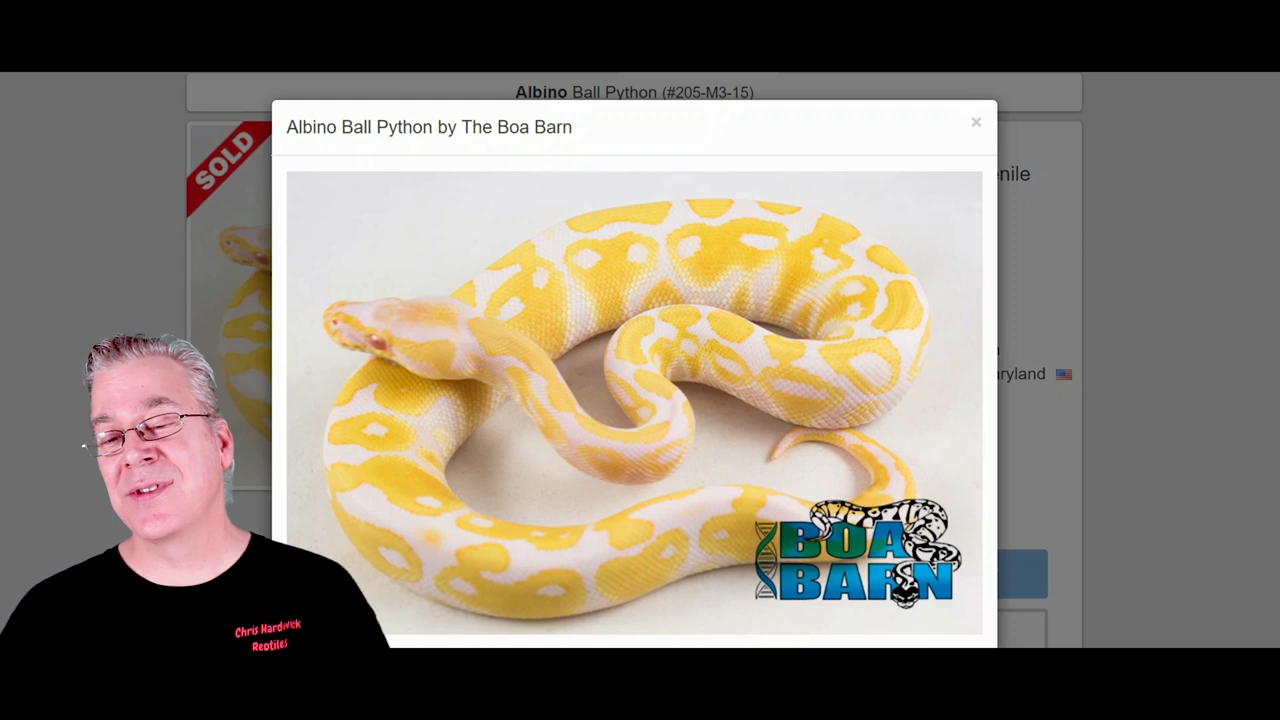 Albino Ball Python (#205-M3-15)
Albino Ball Python by The Boa Barn
×
SOLD
enile
ryland
BOA
BARN
Chris Hardwick
Reptiles